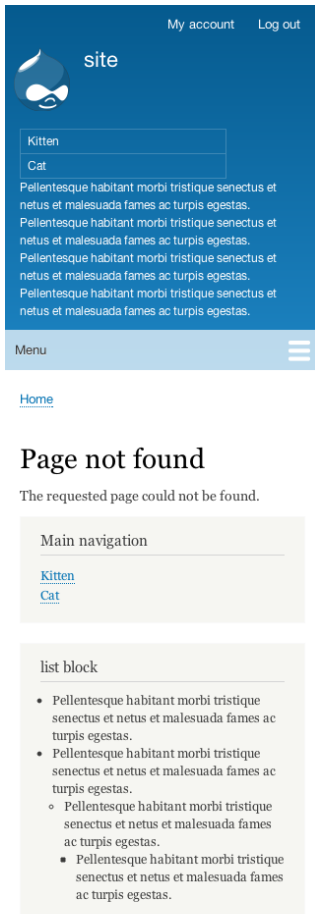 My account Log out
site
Kitten
Cat
Pellentesque habitant morbi tristique senectus et
netus et malesuada fames ac turpis egestas.
Pellentesque habitant morbi tristique senectus et
netus et malesuada fames ac turpis egestas.
Pellentesque habitant morbi tristique senectus et
netus et malesuada fames ac turpis egestas.
Pellentesque habitant morbi tristique senectus et
netus et malesuada fames ac turpis egestas.
Menu
Home
Page not found
The requested page could not be found.
Main navigation
Kitten
Cat
list block
Pellentesque habitant morbi tristique
senectus et netus et malesuada fames ac
turpis egestas.
Pellentesque habitant morbi tristique
senectus et netus et malesuada fames ac
turpis egestas.
Pellentesque habitant morbi tristique
senectus et netus et malesuada fames
ac turpis egestas.
Pellentesque habitant morbi tristique
senectus et netus et malesuada fames
ac turpis egestas.